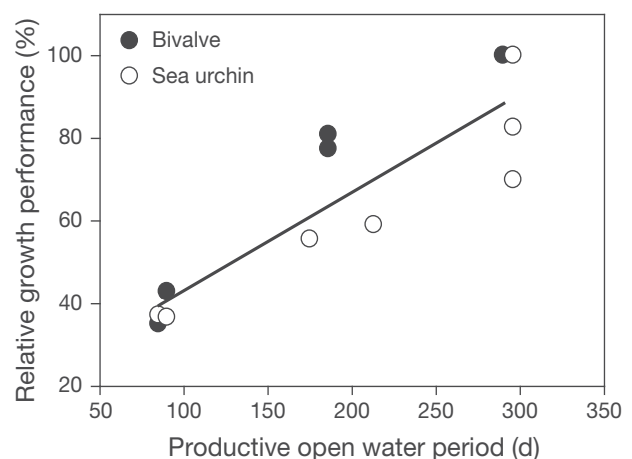 Bivalve
Sea urchin
Relative growth performance (%)
100
80
60
40
20
50 100 150 200 250 300 350
Productive open water period (d)